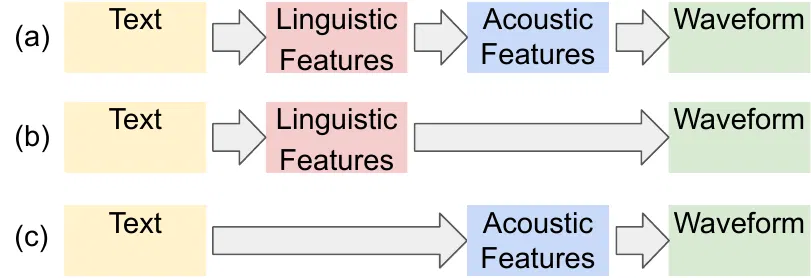 (a) Text Linguistic Features Acoustic Features Waveform
(b) Text Linguistic Features Waveform
(c) Text Acoustic Features Waveform